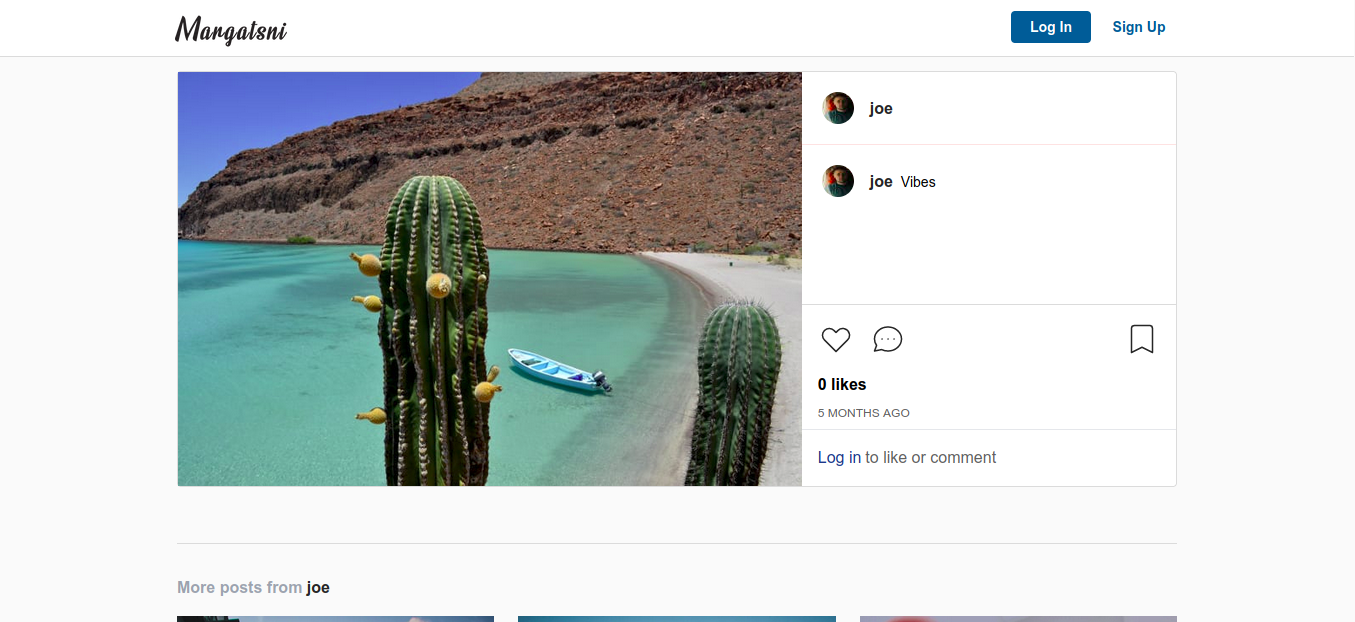 Margatsni
Log In
Sign Up
joe
joe Vibes
0 likes
5 MONTHS AGO
Log in to like or comment
More posts from joe